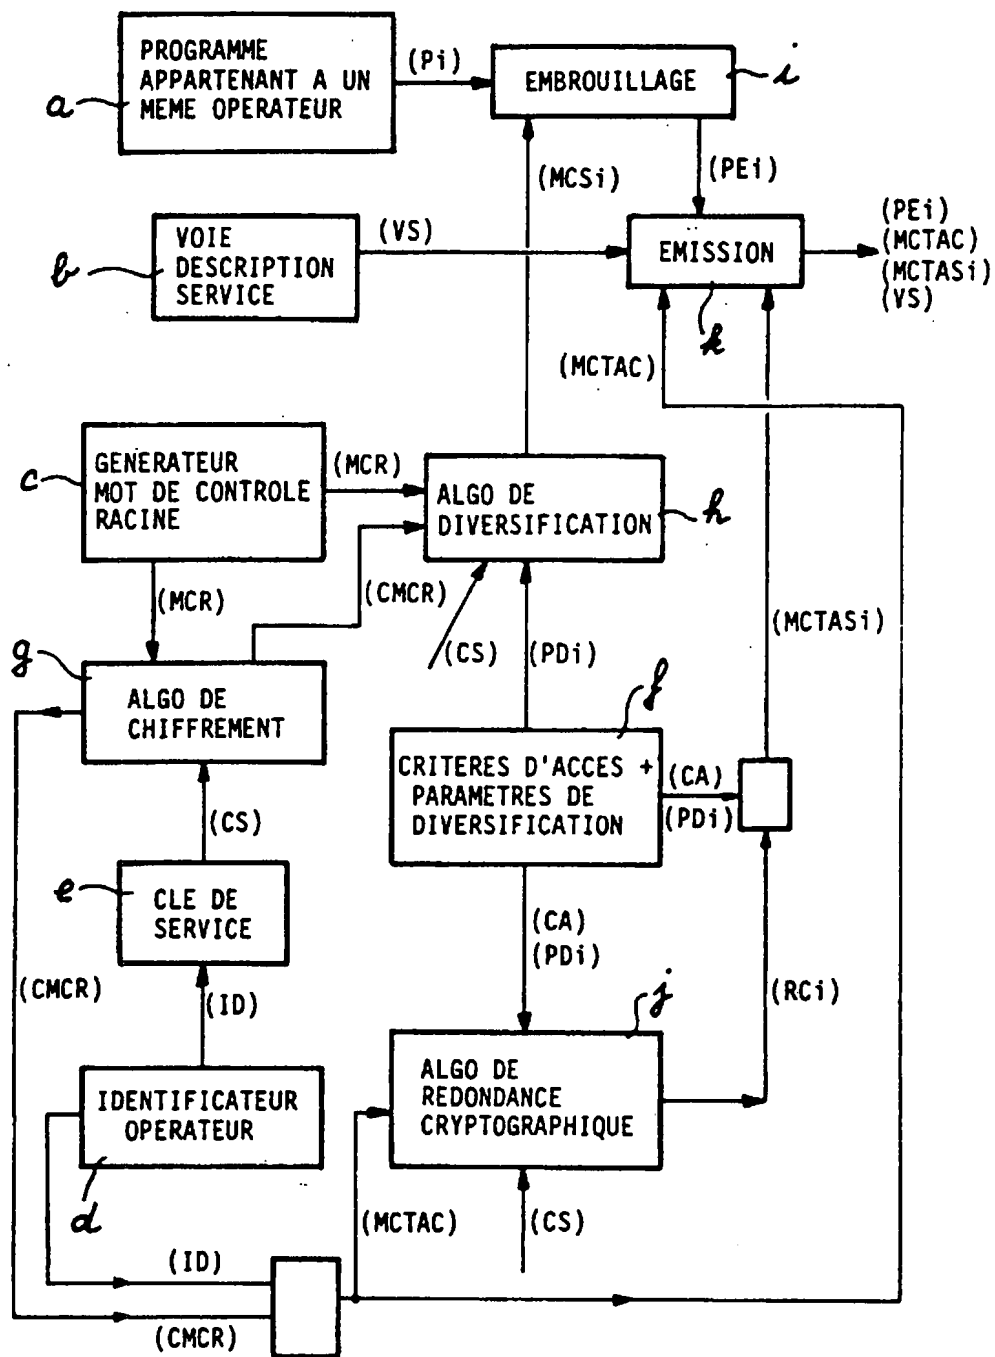 PROGRAMME
APPARTENANT A UN
MEME OPERATEUR
a
(Pi)
EMBROUILLAGE
i
(MCSi)
(PEi)
VOIE
DESCRIPTION
SERVICE
b
(VS)
EMISSION
k
(PEi)
(MCTAC)
(MCTASi)
(VS)
(MCTAC)
GENERATEUR
MOT DE CONTROLE
RACINE
c
(MCR)
ALGO DE
DIVERSIFICATION
h
(MCR)
(CMCR)
(CS)
(PDi)
(MCTASi)
g
ALGO DE
CHIFFREMENT
f
CRITERES D'ACCES +
PARAMETRES DE
DIVERSIFICATION
(CA)
(PDi)
(CS)
e
CLE DE
SERVICE
(CA)
(PDi)
(CMCR)
(ID)
(RCi)
j
IDENTIFICATEUR
OPERATEUR
d
ALGO DE
REDONDANCE
CRYPTOGRAPHIQUE
(MCTAC)
(CS)
(ID)
(CMCR)